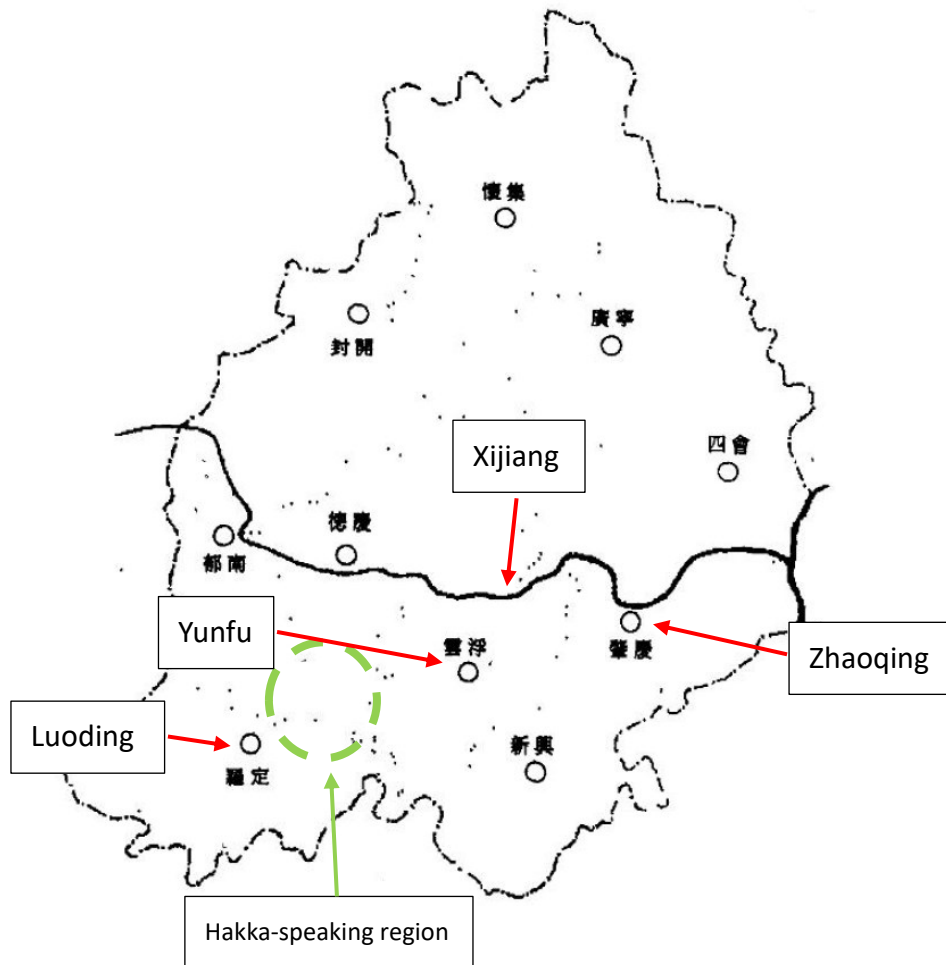 懷集
封開
廣寧
Xijiang
四會
德慶
郁南
Yunfu
雲浮
肇慶
Zhaoqing
Luoding
羅定
新興
Hakka-speaking region